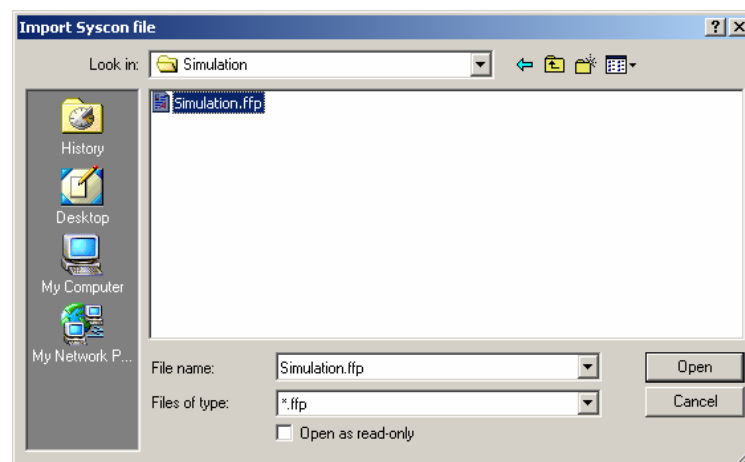 Import Syscon file
Look in: Simulation
Simulation.ffp
History
Desktop
My Computer
My Network P...
File name: Simulation.ffp Open
Files of type: *.ffp Cancel
Open as read-only